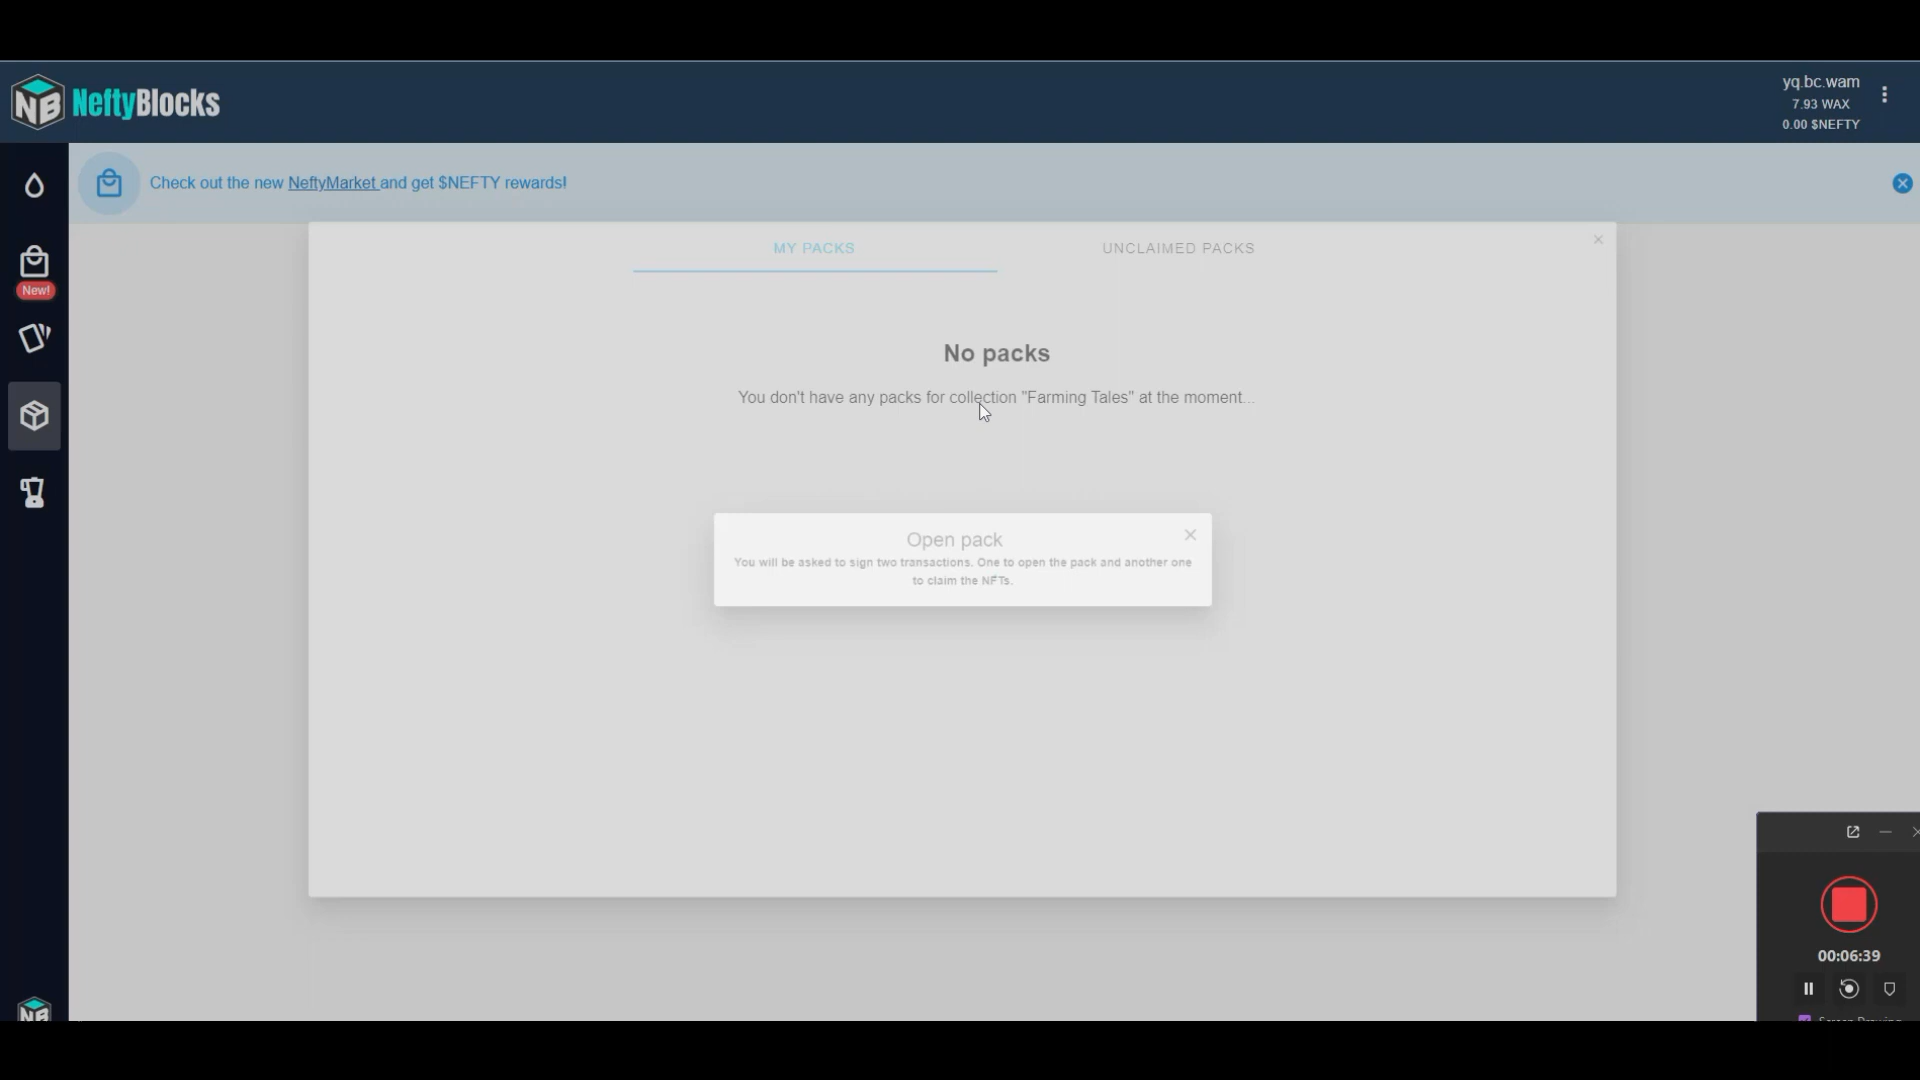 NB NeftyBlocks
yq.bc.wam
7.93 WAX
0.00 $NEFTY
Check out the new NeftyMarket and get $NEFTY rewards!
New!
MY PACKS
UNCLAIMED PACKS
No packs
You don't have any packs for collection "Farming Tales" at the moment...
Open pack
You will be asked to sign two transactions. One to open the pack and another one
to claim the NFTs.
00:06:39
NB